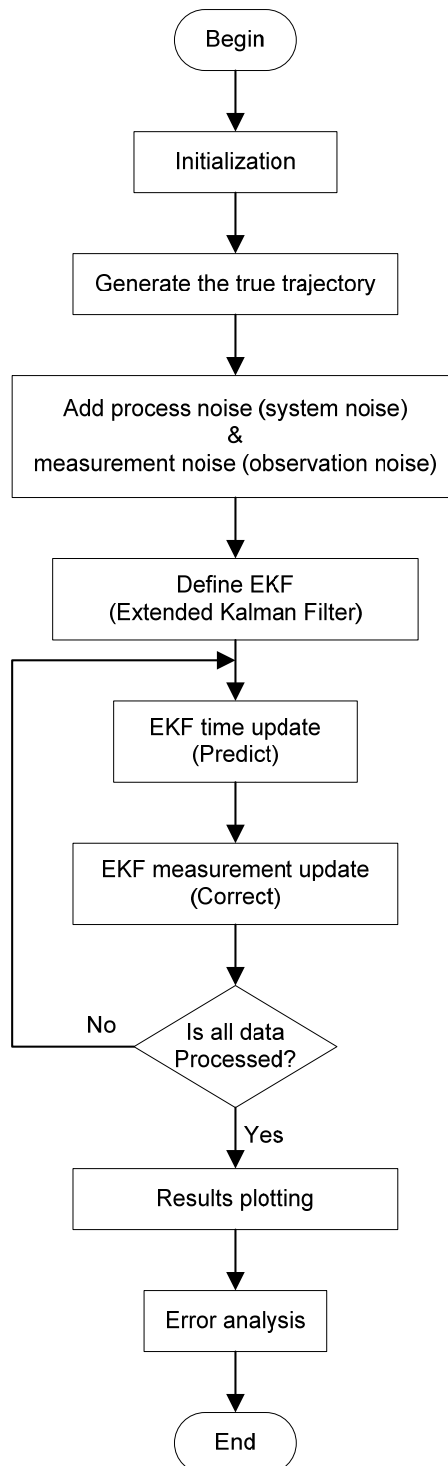 Begin
Initialization
Generate the true trajectory
Add process noise (system noise)
&
measurement noise (observation noise)
Define EKF
(Extended Kalman Filter)
EKF time update
(Predict)
EKF measurement update
(Correct)
No
Is all data
Processed?
Yes
Results plotting
Error analysis
End